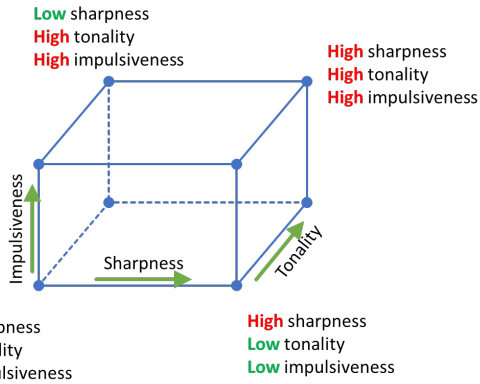 Low sharpness
High tonality
High impulsiveness
High sharpness
High tonality
High impulsiveness
Impulsiveness
Sharpness
Tonality
High sharpness
Low tonality
Low impulsiveness